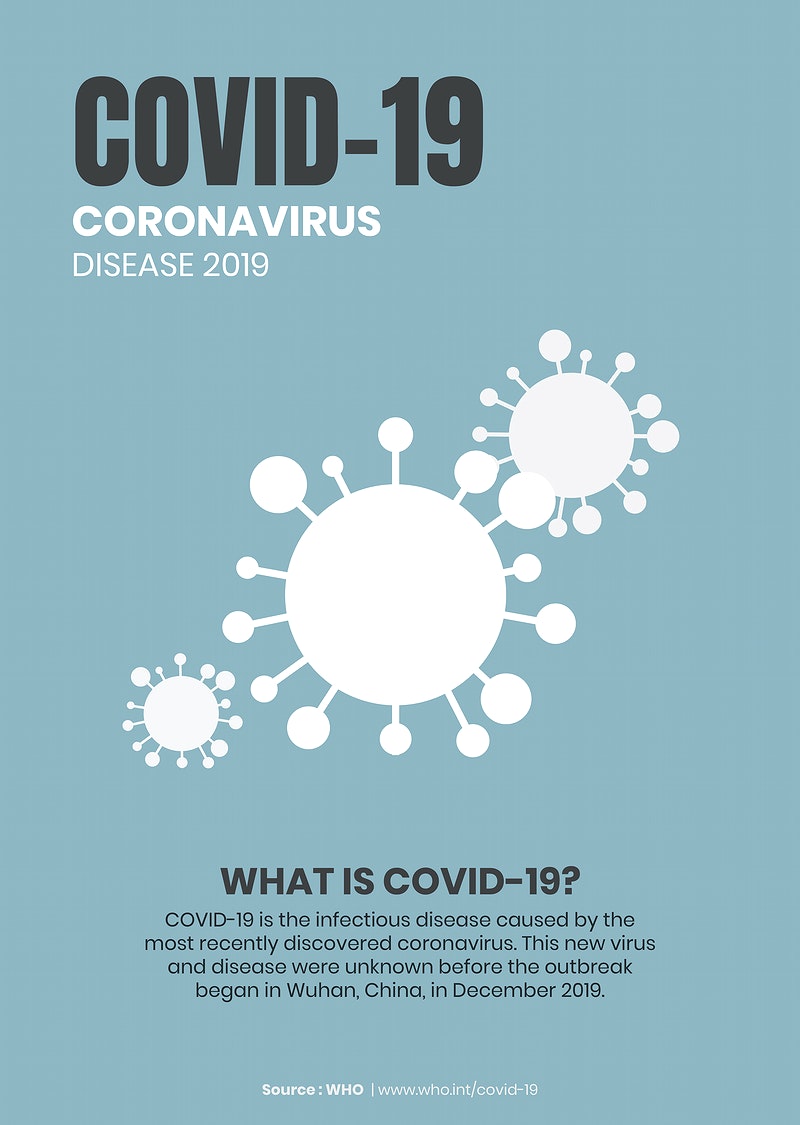 COVID-19
CORONAVIRUS
DISEASE 2019
WHAT IS COVID-19?
COVID-19 is the infectious disease caused by the
most recently discovered coronavirus. This new virus
and disease were unknown before the outbreak
began in Wuhan, China, in December 2019.
Source : WHO | www.who.int/covid-19